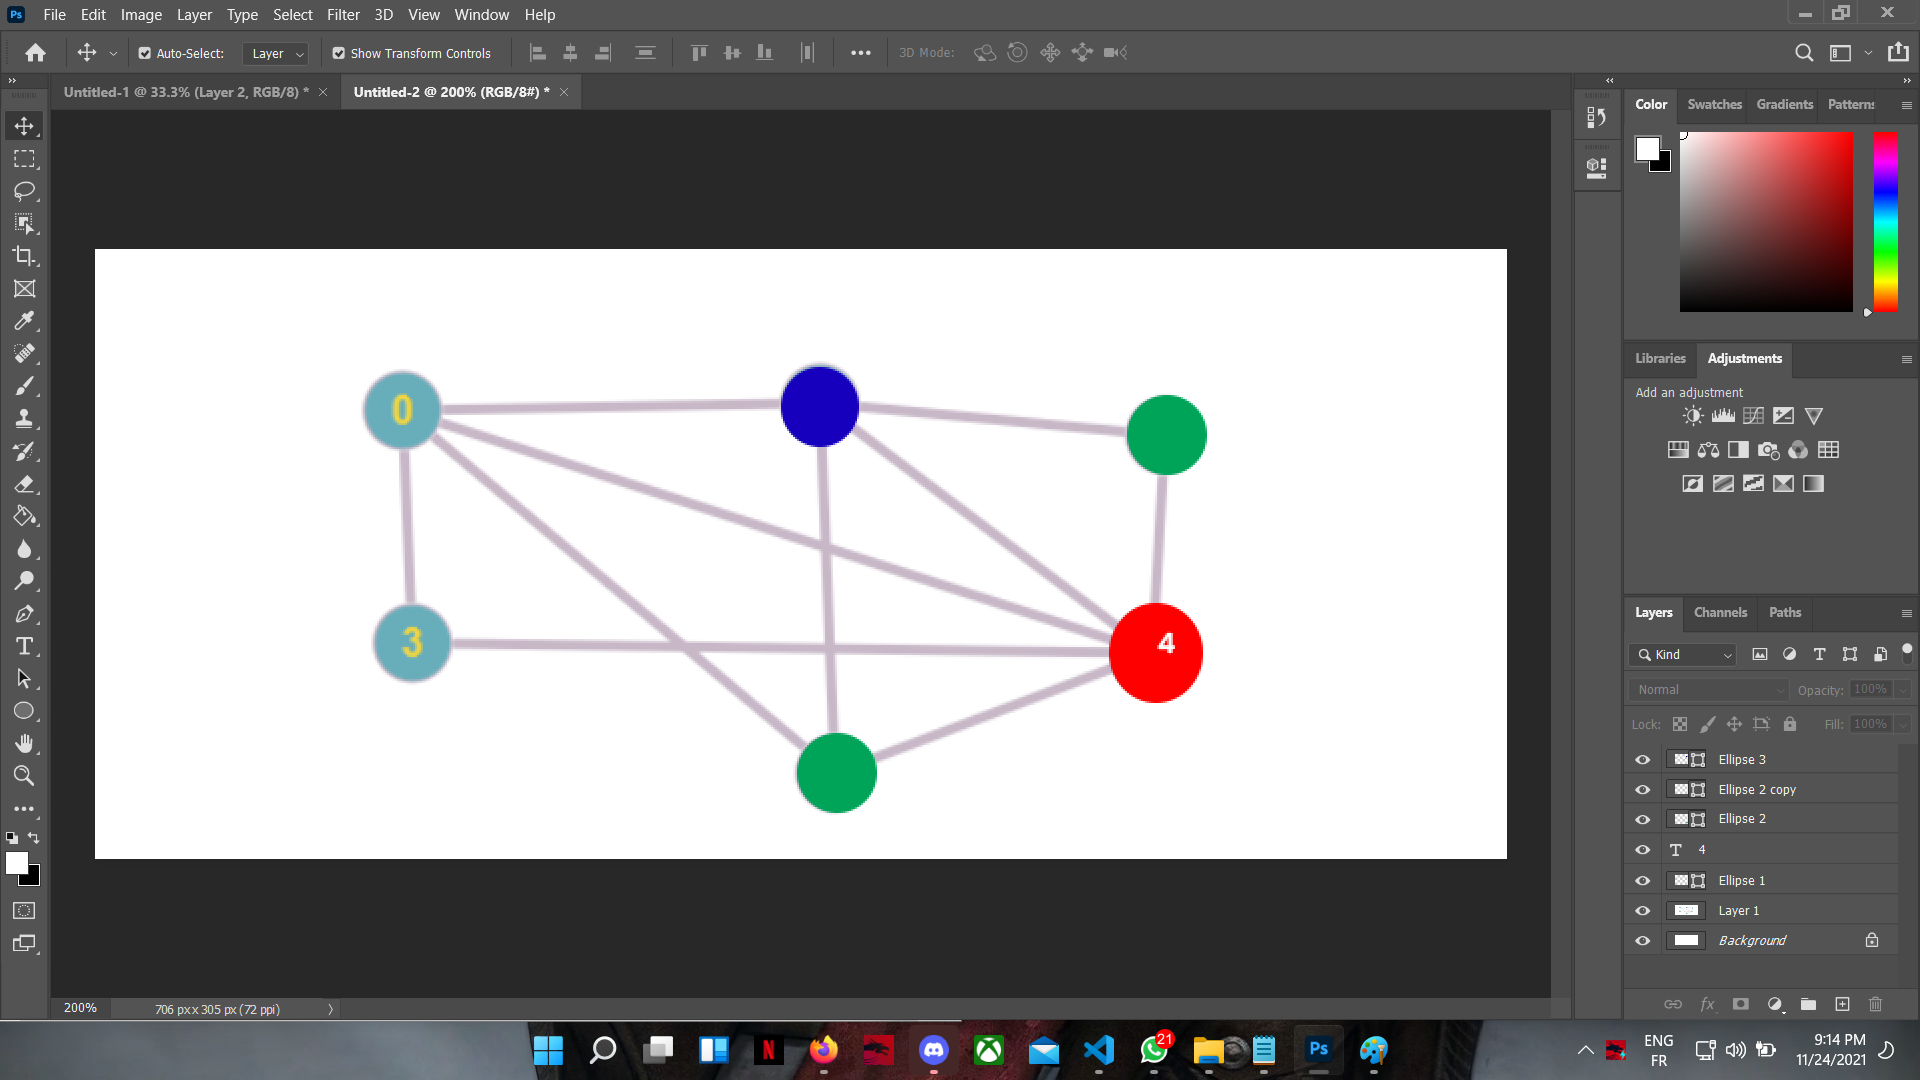 Ps File Edit Image Layer Type Select Filter 3D View Window Help
Auto-Select: Layer Show Transform Controls 3D Mode:
Untitled-1 @ 33.3% (Layer 2, RGB/8) * Untitled-2 @ 200% (RGB/8#) *
Color Swatches Gradients Patterns
Libraries Adjustments
Add an adjustment
0
3
4
Layers Channels Paths
Kind
Normal Opacity: 100%
Lock: Fill: 100%
Ellipse 3
Ellipse 2 copy
Ellipse 2
T 4
Ellipse 1
Layer 1
Background
fx
200% 706 px x 305 px (72 ppi)
N 21 Ps
ENG
FR
9:14 PM
11/24/2021